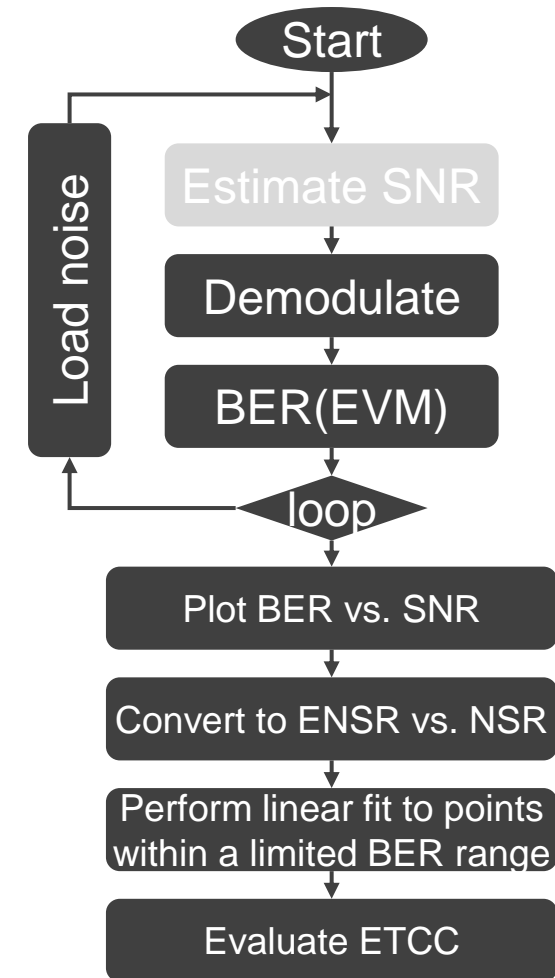 Start
Load noise
Estimate SNR
Demodulate
BER(EVM)
loop
Plot BER vs. SNR
Convert to ENSR vs. NSR
Perform linear fit to points
within a limited BER range
Evaluate ETCC